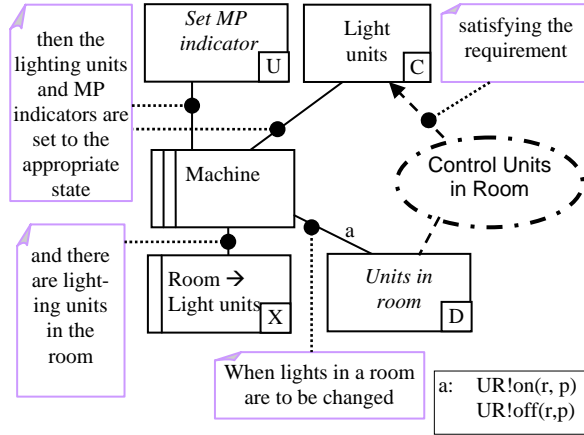 then the
lighting units
and MP
indicators are
set to the
appropriate
state
Set MP
indicator
U
Light
units
C
satisfying the
requirement
Machine
Control Units
in Room
a
and there
are light-
ing units
in the
room
Room →
Light units
X
Units in
room
D
When lights in a room
are to be changed
a: UR!on(r, p)
UR!off(r,p)